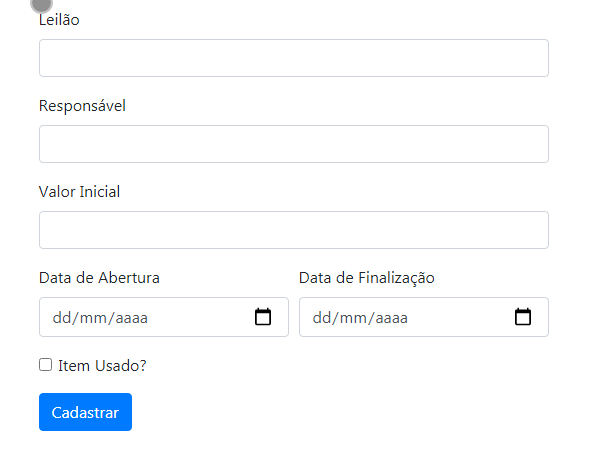 Leilão
Responsável
Valor Inicial
Data de Abertura Data de Finalização
dd/mm/aaaa dd/mm/aaaa
Item Usado?
Cadastrar